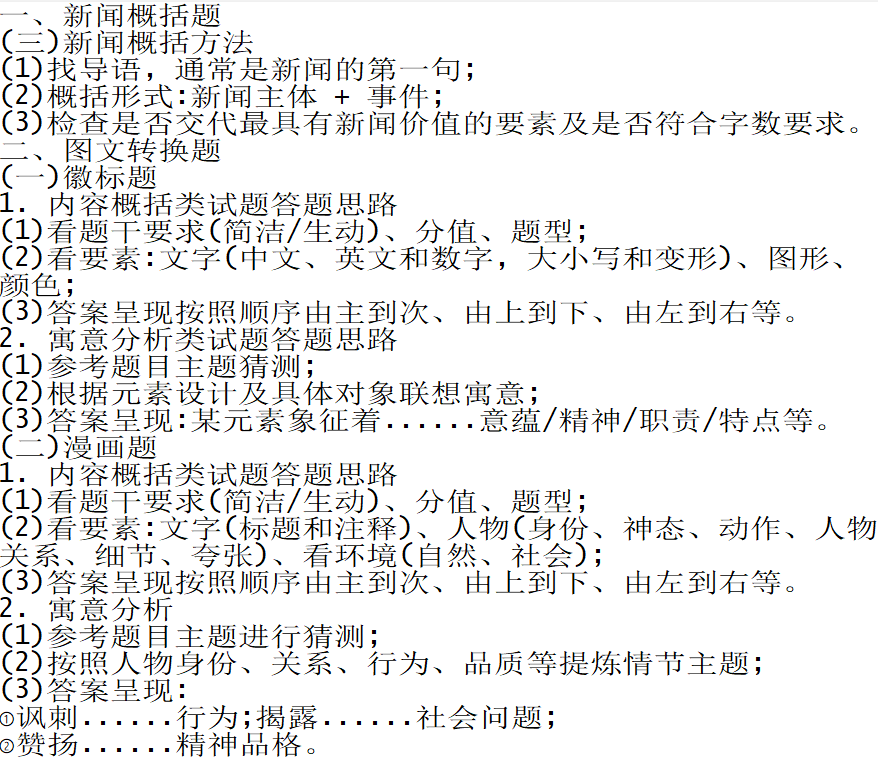 一、新闻概括题
(三)新闻概括方法
(1)找导语，通常是新闻的第一句;
(2)概括形式:新闻主体 + 事件;
(3)检查是否交代最具有新闻价值的要素及是否符合字数要求。
二、图文转换题
(一)徽标题
1. 内容概括类试题答题思路
(1)看题干要求(简洁/生动)、分值、题型;
(2)看要素:文字(中文、英文和数字，大小写和变形)、图形、
颜色;
(3)答案呈现按照顺序由主到次、由上到下、由左到右等。
2. 寓意分析类试题答题思路
(1)参考题目主题猜测;
(2)根据元素设计及具体对象联想寓意;
(3)答案呈现:某元素象征着......意蕴/精神/职责/特点等。
(二)漫画题
1. 内容概括类试题答题思路
(1)看题干要求(简洁/生动)、分值、题型;
(2)看要素:文字(标题和注释)、人物(身份、神态、动作、人物
关系、细节、夸张)、看环境(自然、社会);
(3)答案呈现按照顺序由主到次、由上到下、由左到右等。
2. 寓意分析
(1)参考题目主题进行猜测;
(2)按照人物身份、关系、行为、品质等提炼情节主题;
(3)答案呈现:
①讽刺......行为;揭露......社会问题;
②赞扬......精神品格。